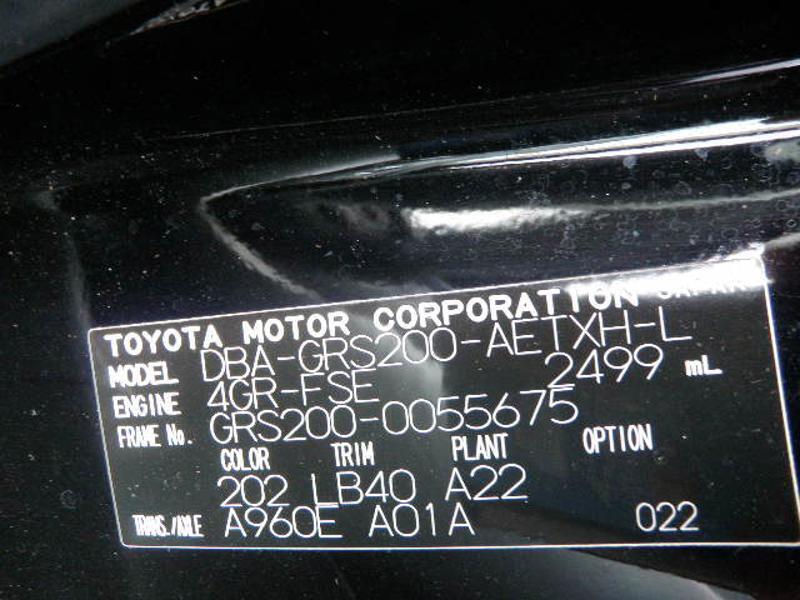 TOYOTA MOTOR CORPORATION JAPAN
MODEL DBA-GRS200-AETXH-L
ENGINE 4GR-FSE 2499 mL
FRAME No. GRS200-0055675
COLOR TRIM PLANT OPTION
202 LB40 A22
TRANS./AXLE A960E A01A 022